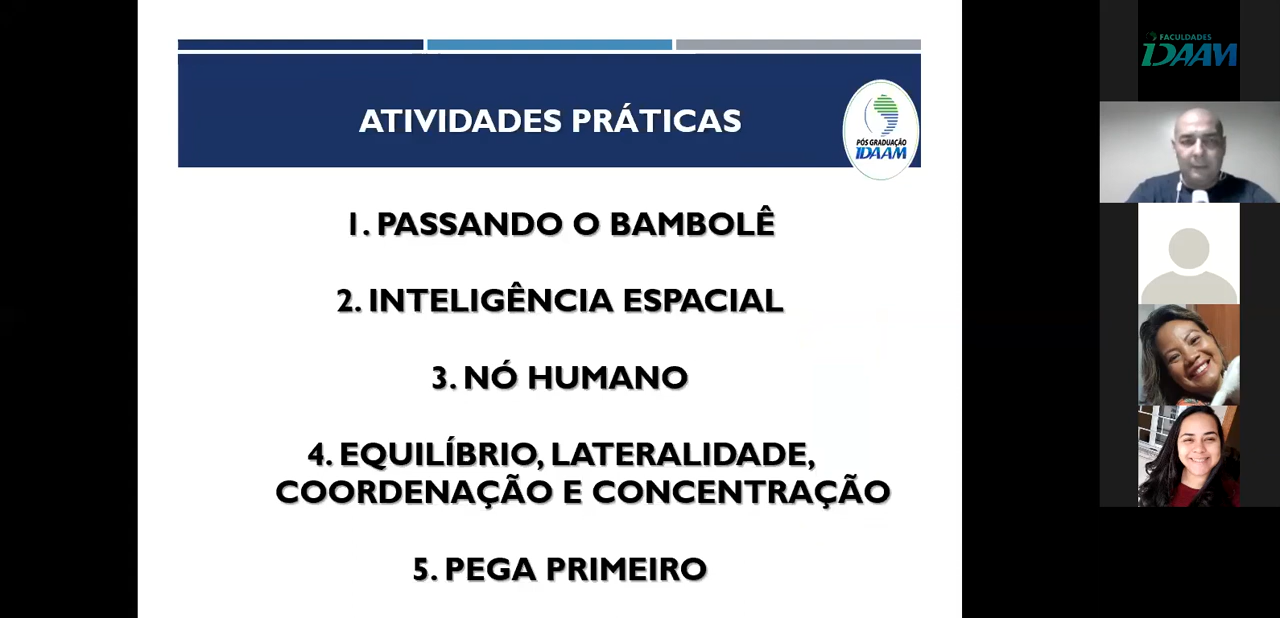 ATIVIDADES PRÁTICAS
PÓS GRADUAÇÃO
IDAAM
1. PASSANDO O BAMBOLÊ
2. INTELIGÊNCIA ESPACIAL
3. NÓ HUMANO
4. EQUILÍBRIO, LATERALIDADE,
COORDENAÇÃO E CONCENTRAÇÃO
5. PEGA PRIMEIRO
FACULDADES
IDAAM